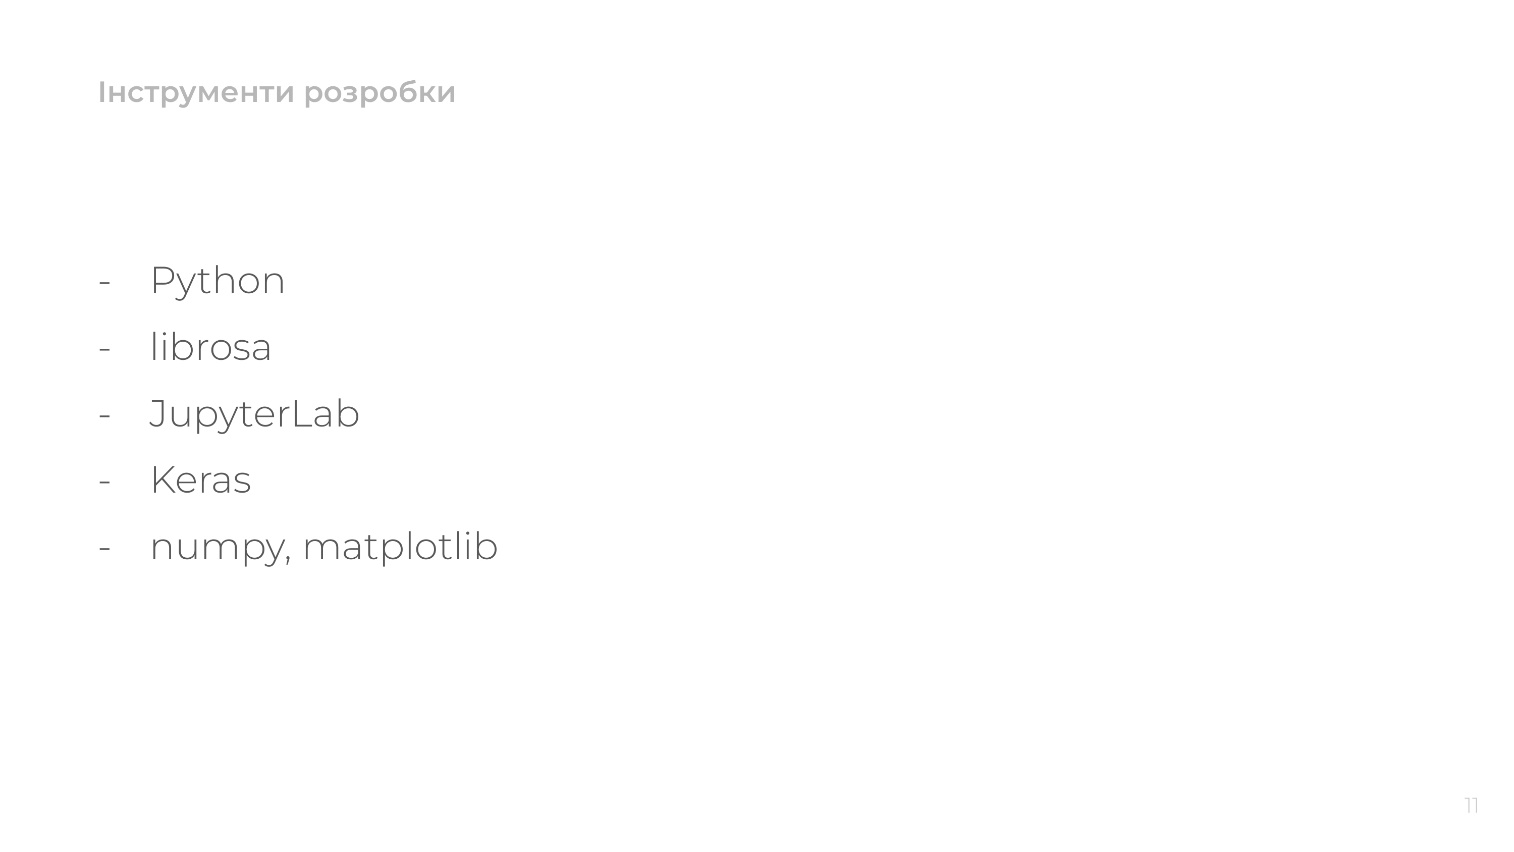 Інструменти розробки
- Python
- librosa
- JupyterLab
- Keras
- numpy, matplotlib
11